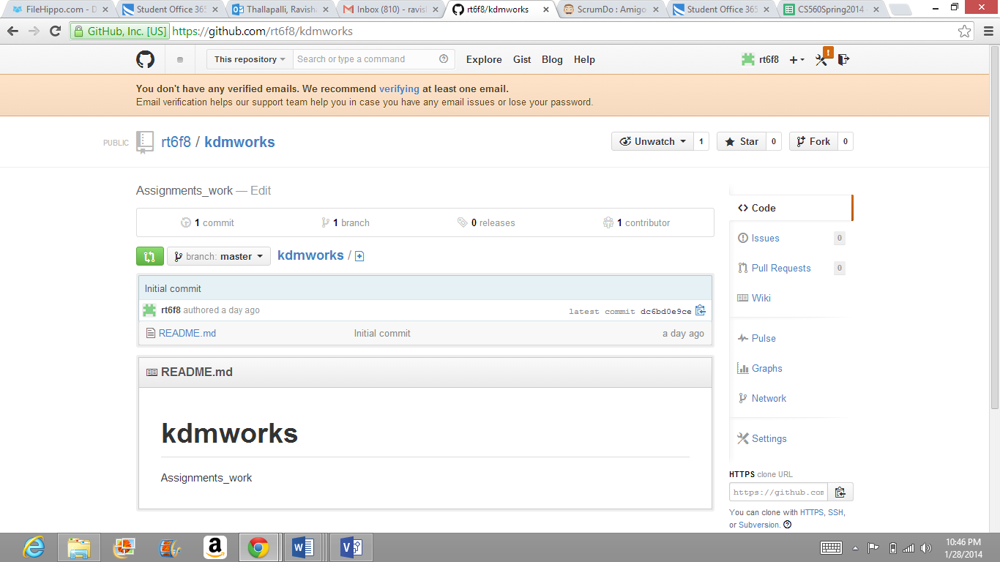 FileHippo.com - D
Student Office 365
Thallapalli, Ravisha
Inbox (810) - ravish
rt6f8/kdmworks
ScrumDo : Amigo
Student Office 365
CS560Spring2014 -
GitHub, Inc. [US] https://github.com/rt6f8/kdmworks
This repository Search or type a command Explore Gist Blog Help rt6f8
You don't have any verified emails. We recommend verifying at least one email.
Email verification helps our support team help you in case you have any email issues or lose your password.
PUBLIC rt6f8 / kdmworks Unwatch 1 Star 0 Fork 0
Assignments_work — Edit
1 commit 1 branch 0 releases 1 contributor
branch: master kdmworks /
Initial commit
rt6f8 authored a day ago latest commit dc6bd0e9ce
README.md Initial commit a day ago
README.md
kdmworks
Assignments_work
Code
Issues 0
Pull Requests 0
Wiki
Pulse
Graphs
Network
Settings
HTTPS clone URL
https://github.com
You can clone with HTTPS, SSH,
or Subversion.
10:46 PM
1/28/2014